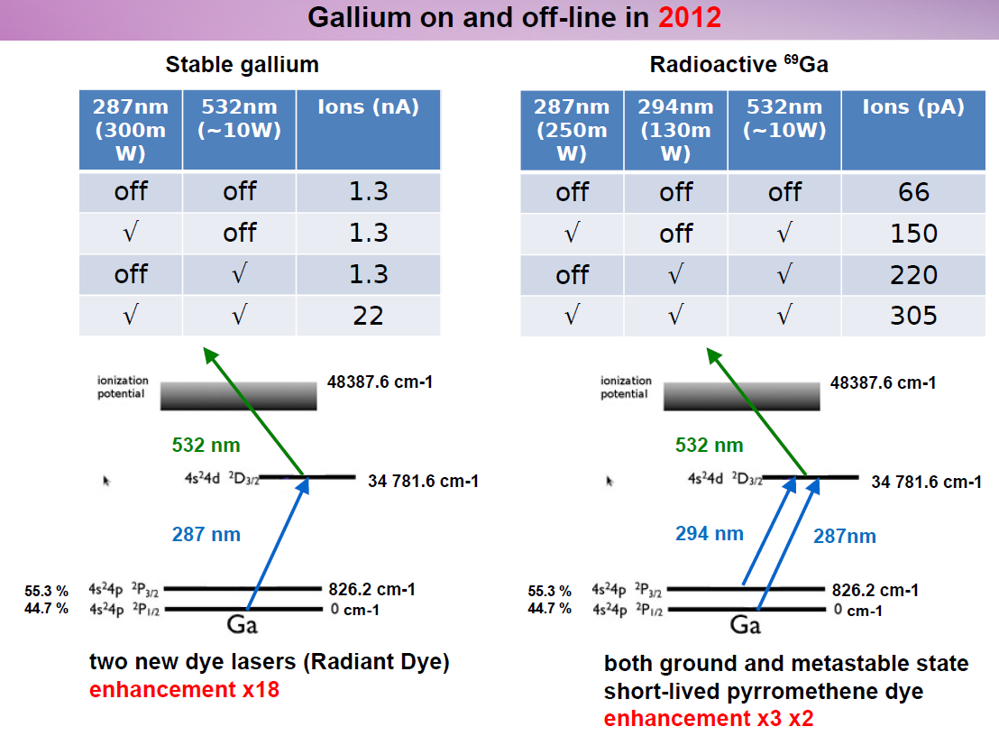 Gallium on and off-line in 2012
Stable gallium
287nm (300m W) 532nm (~10W) Ions (nA)
off off 1.3
√ off 1.3
off √ 1.3
√ √ 22
ionization potential 48387.6 cm-1
532 nm
4s²4d ²D3/2 34 781.6 cm-1
287 nm
55.3 % 4s²4p ²P3/2 826.2 cm-1
44.7 % 4s²4p ²P1/2 0 cm-1
Ga
two new dye lasers (Radiant Dye)
enhancement x18
Radioactive ⁶⁹Ga
287nm (250m W) 294nm (130m W) 532nm (~10W) Ions (pA)
off off off 66
√ off √ 150
off √ √ 220
√ √ √ 305
ionization potential 48387.6 cm-1
532 nm
4s²4d ²D3/2 34 781.6 cm-1
294 nm 287nm
55.3 % 4s²4p ²P3/2 826.2 cm-1
44.7 % 4s²4p ²P1/2 0 cm-1
Ga
both ground and metastable state
short-lived pyrromethene dye
enhancement x3 x2